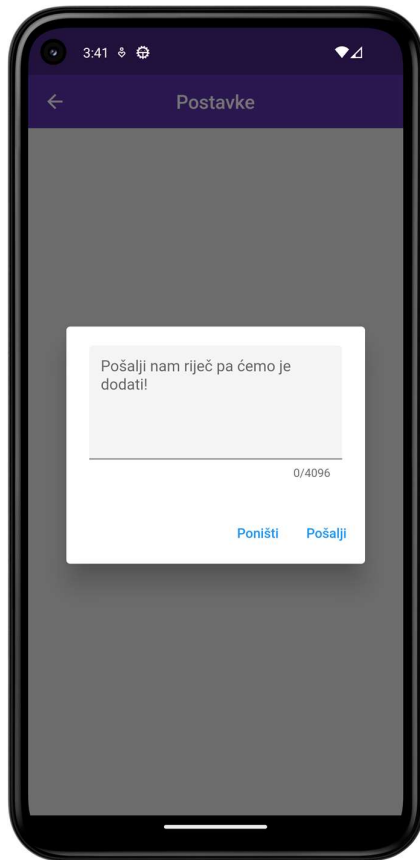 3:41
Postavke
Pošalji nam riječ pa ćemo je
dodati!
0/4096
Poništi Pošalji